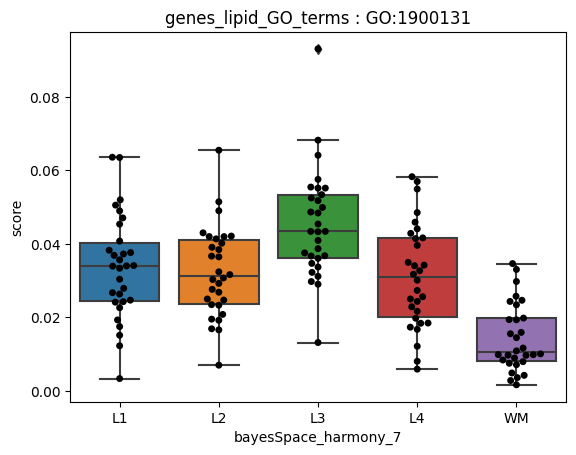 genes_lipid_GO_terms : GO:1900131
0.08
0.06
0.04
0.02
0.00
score
L1 L2 L3 L4 WM
bayesSpace_harmony_7